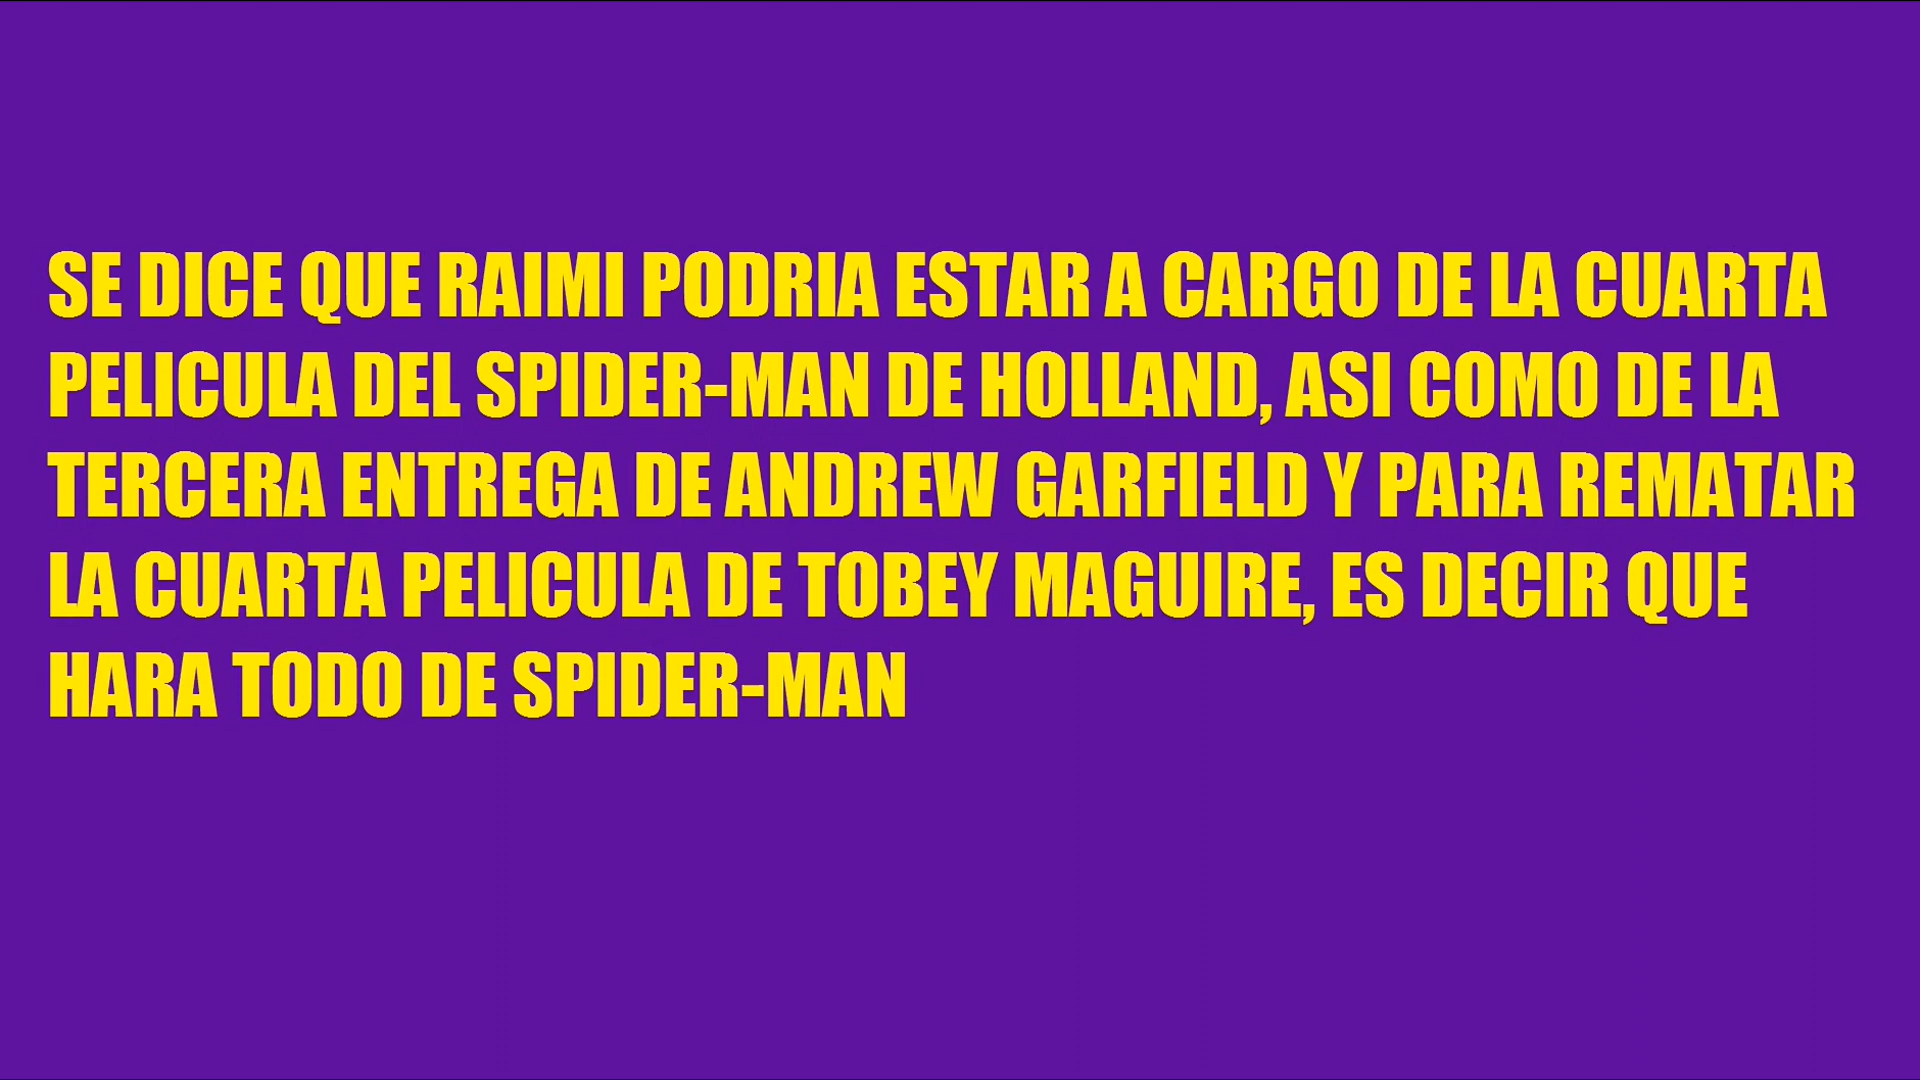 SE DICE QUE RAIMI PODRIA ESTAR A CARGO DE LA CUARTA
PELICULA DEL SPIDER-MAN DE HOLLAND, ASI COMO DE LA
TERCERA ENTREGA DE ANDREW GARFIELD Y PARA REMATAR
LA CUARTA PELICULA DE TOBEY MAGUIRE, ES DECIR QUE
HARA TODO DE SPIDER-MAN